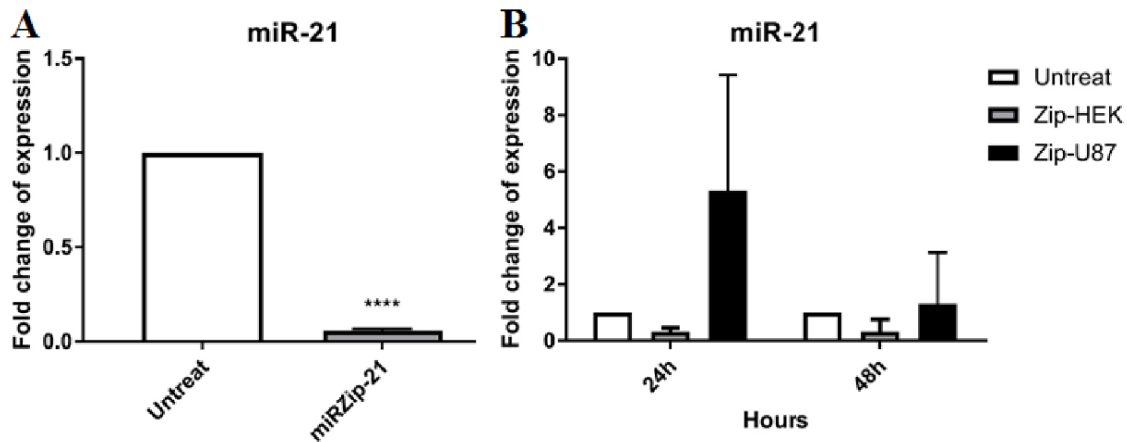 A
miR-21
Fold change of expression
1.5
1.0
0.5
0.0
****
Untreat
miRZip-21
B
miR-21
Fold change of expression
10
8
6
4
2
0
24h
48h
Hours
Untreat
Zip-HEK
Zip-U87